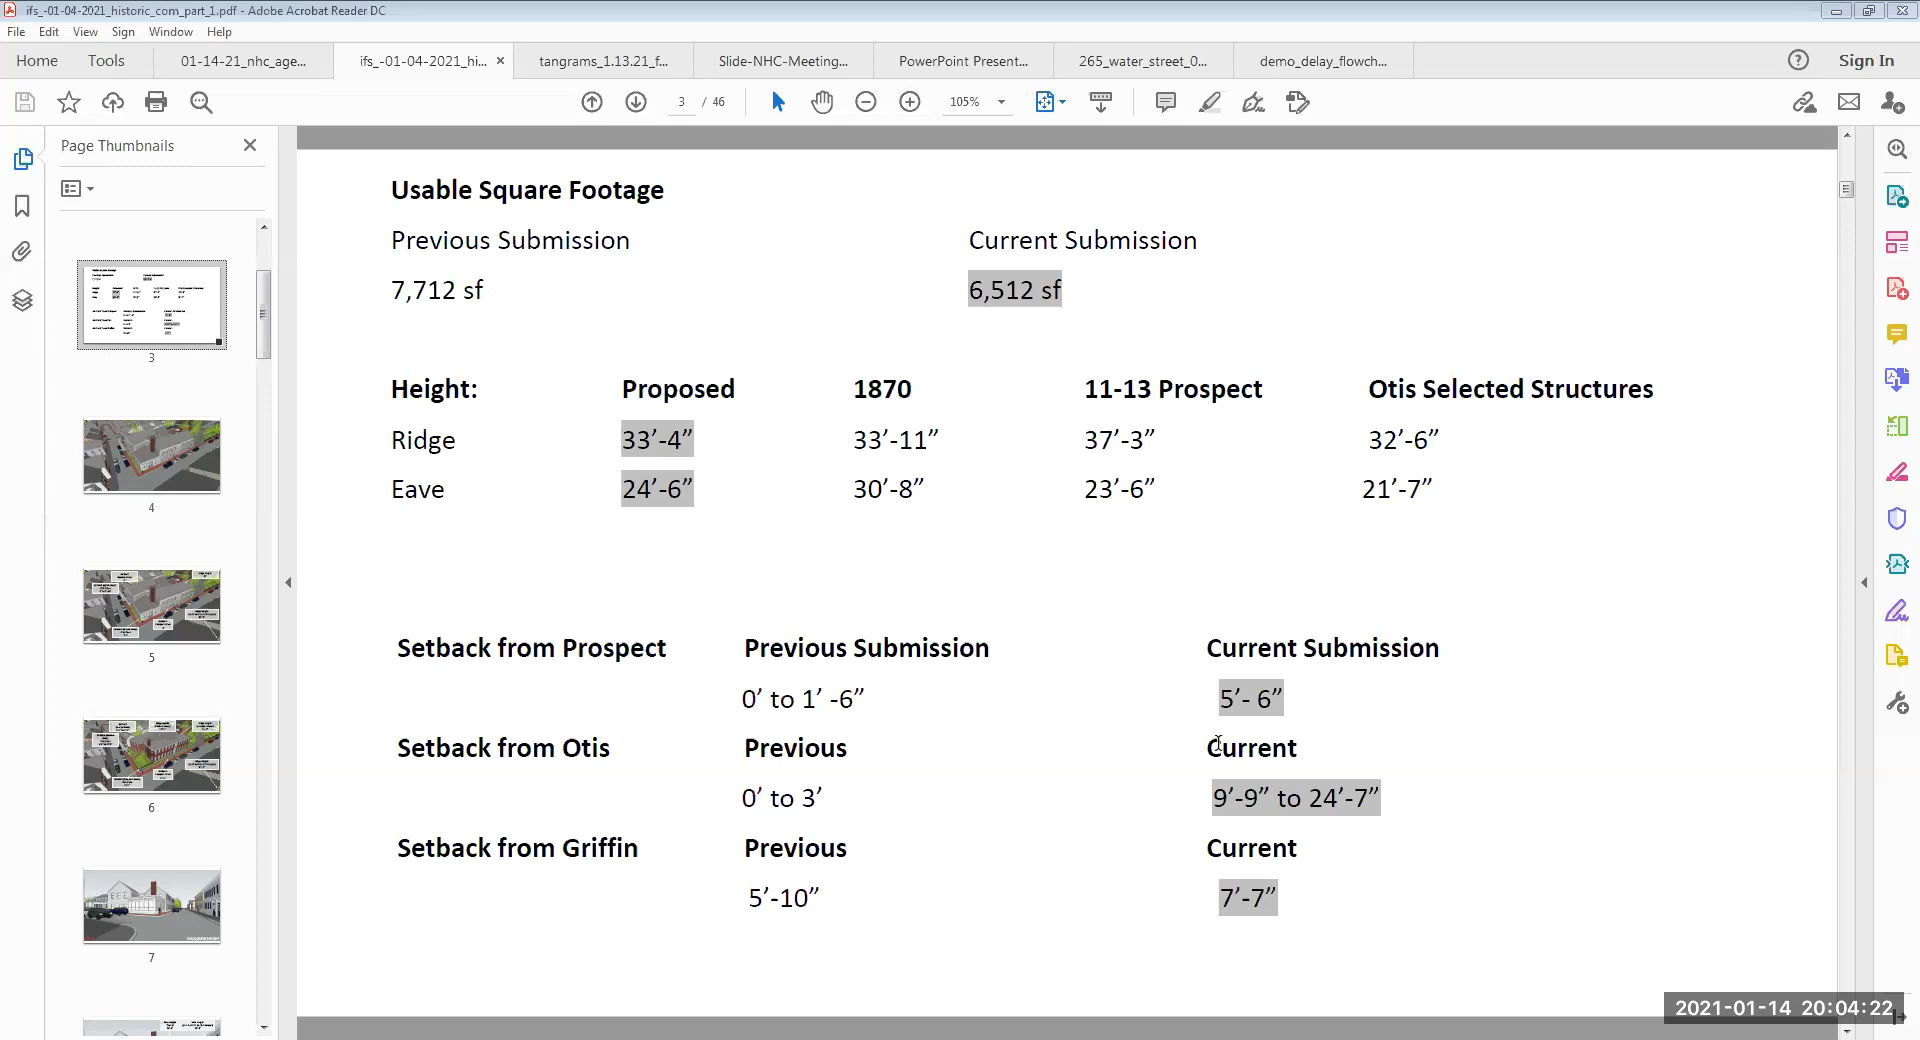 ifs_-01-04-2021_historic_com_part_1.pdf - Adobe Acrobat Reader DC
File Edit View Sign Window Help
Home Tools 01-14-21_nhc_age... ifs_-01-04-2021_hi... × tangrams_1.13.21_f... Slide-NHC-Meeting... PowerPoint Present... 265_water_street_0... demo_delay_flowch... ? Sign In
3 / 46 105%
Page Thumbnails
3
4
5
6
7
Usable Square Footage
Previous Submission Current Submission
7,712 sf 6,512 sf
Height: Proposed 1870 11-13 Prospect Otis Selected Structures
Ridge 33’-4” 33’-11” 37’-3” 32’-6”
Eave 24’-6” 30’-8” 23’-6” 21’-7”
Setback from Prospect Previous Submission Current Submission
0’ to 1’ -6” 5’- 6”
Setback from Otis Previous Current
0’ to 3’ 9’-9” to 24’-7”
Setback from Griffin Previous Current
5’-10” 7’-7”
2021-01-14 20:04:22